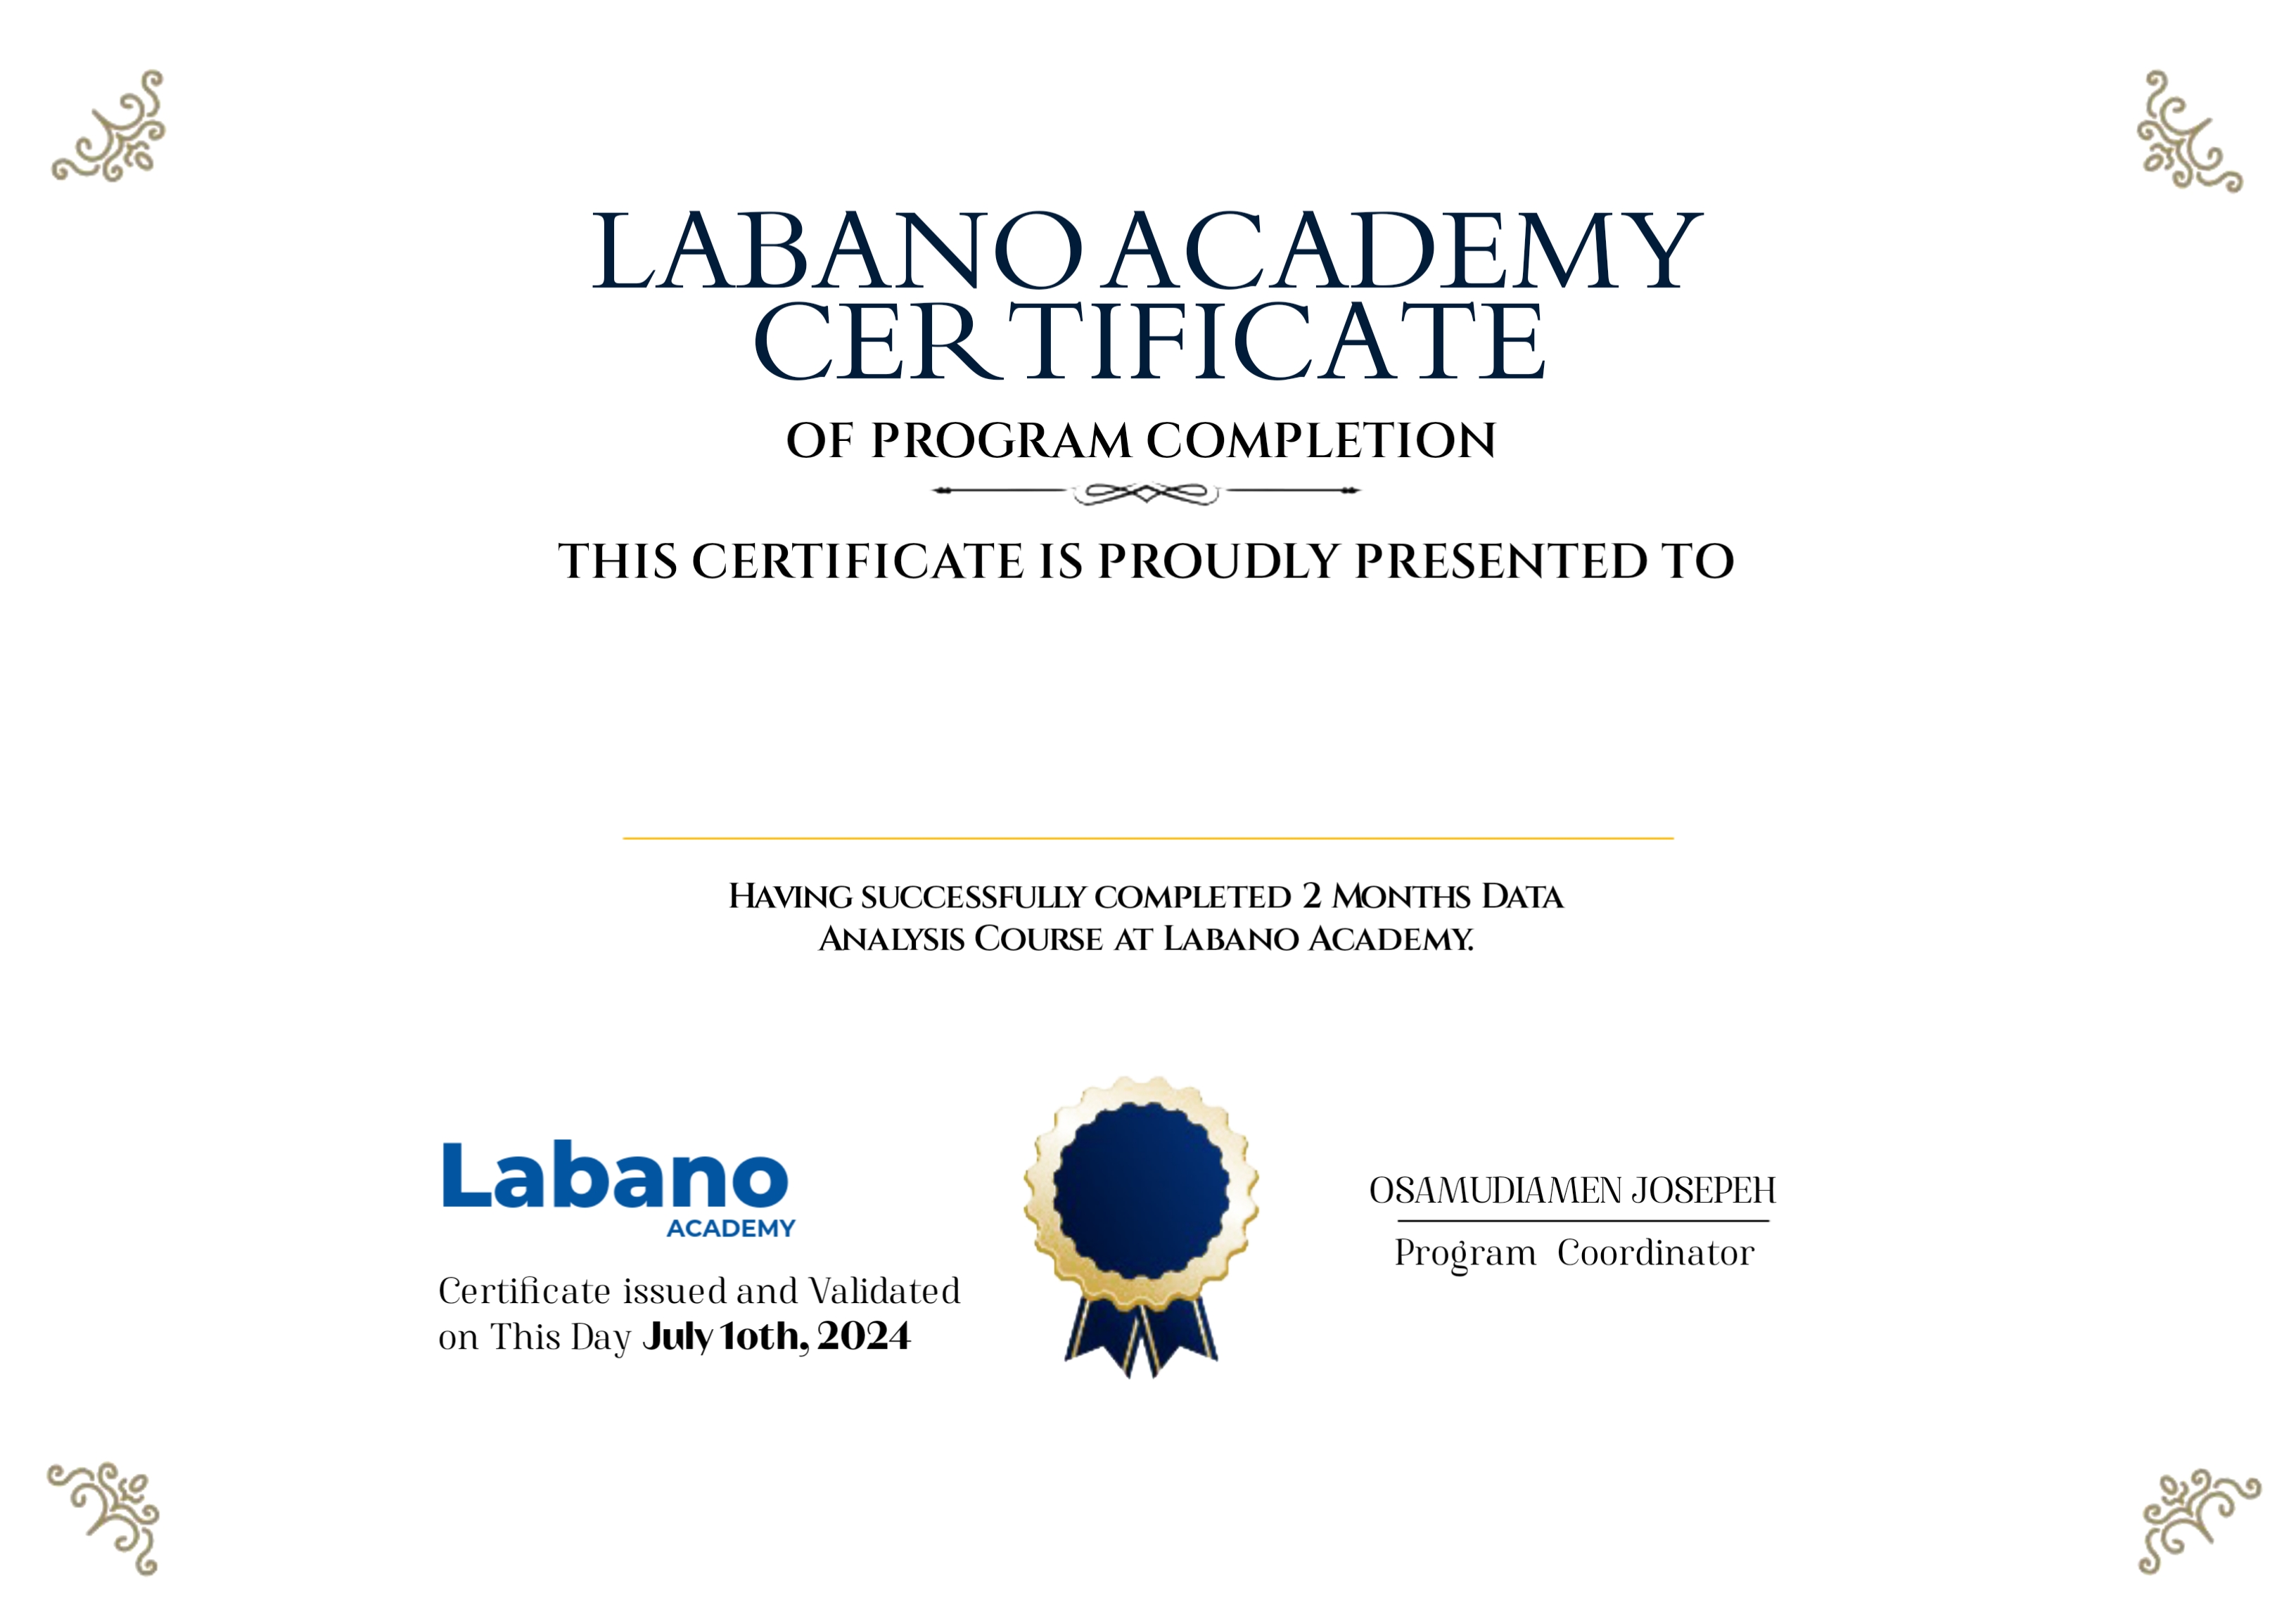 LABANO ACADEMY
CERTIFICATE
OF PROGRAM COMPLETION
THIS CERTIFICATE IS PROUDLY PRESENTED TO
HAVING SUCCESSFULLY COMPLETED 2 MONTHS DATA
ANALYSIS COURSE AT LABANO ACADEMY.
Labano
ACADEMY
Certificate issued and Validated
on This Day July 1oth, 2024
OSAMUDIAMEN JOSEPEH
Program Coordinator